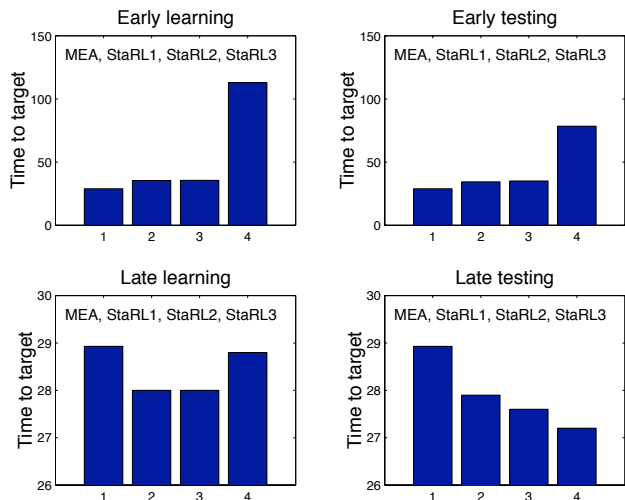 Early learning
150
MEA, StaRL1, StaRL2, StaRL3
100
50
0
Time to target
1 2 3 4
Early testing
150
MEA, StaRL1, StaRL2, StaRL3
100
50
0
Time to target
1 2 3 4
Late learning
30
MEA, StaRL1, StaRL2, StaRL3
29
28
27
26
Time to target
1 2 3 4
Late testing
30
MEA, StaRL1, StaRL2, StaRL3
29
28
27
26
Time to target
1 2 3 4